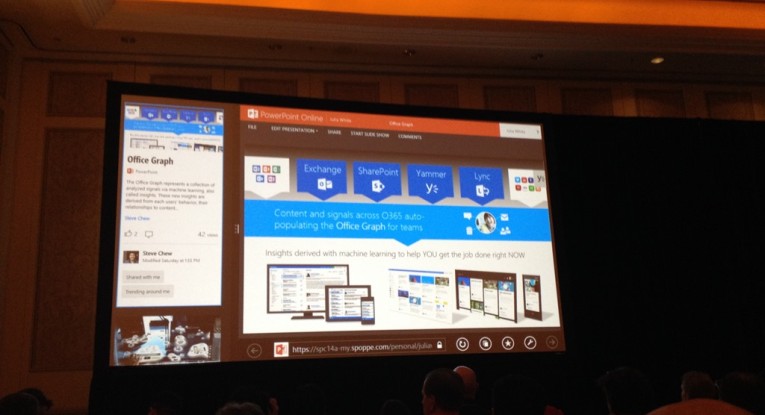 PowerPoint Online
Office Graph
FILE
EDIT PRESENTATION
SHARE
START SLIDE SHOW
COMMENTS
Office Graph
PowerPoint
The Office Graph represents a collection of
analyzed signals via machine learning, also
called insights. These new insights are
derived from each users' behavior, their
relationships to content...
Steve Chew
2
42 views
Steve Chew
Modified Saturday at 1:53 PM
Shared with me
Trending around me
Exchange
SharePoint
Yammer
Lync
Content and signals across O365 auto-
populating the Office Graph for teams
Insights derived with machine learning to help YOU get the job done right NOW
https://spc14a-my.spoppe.com/personal/julia